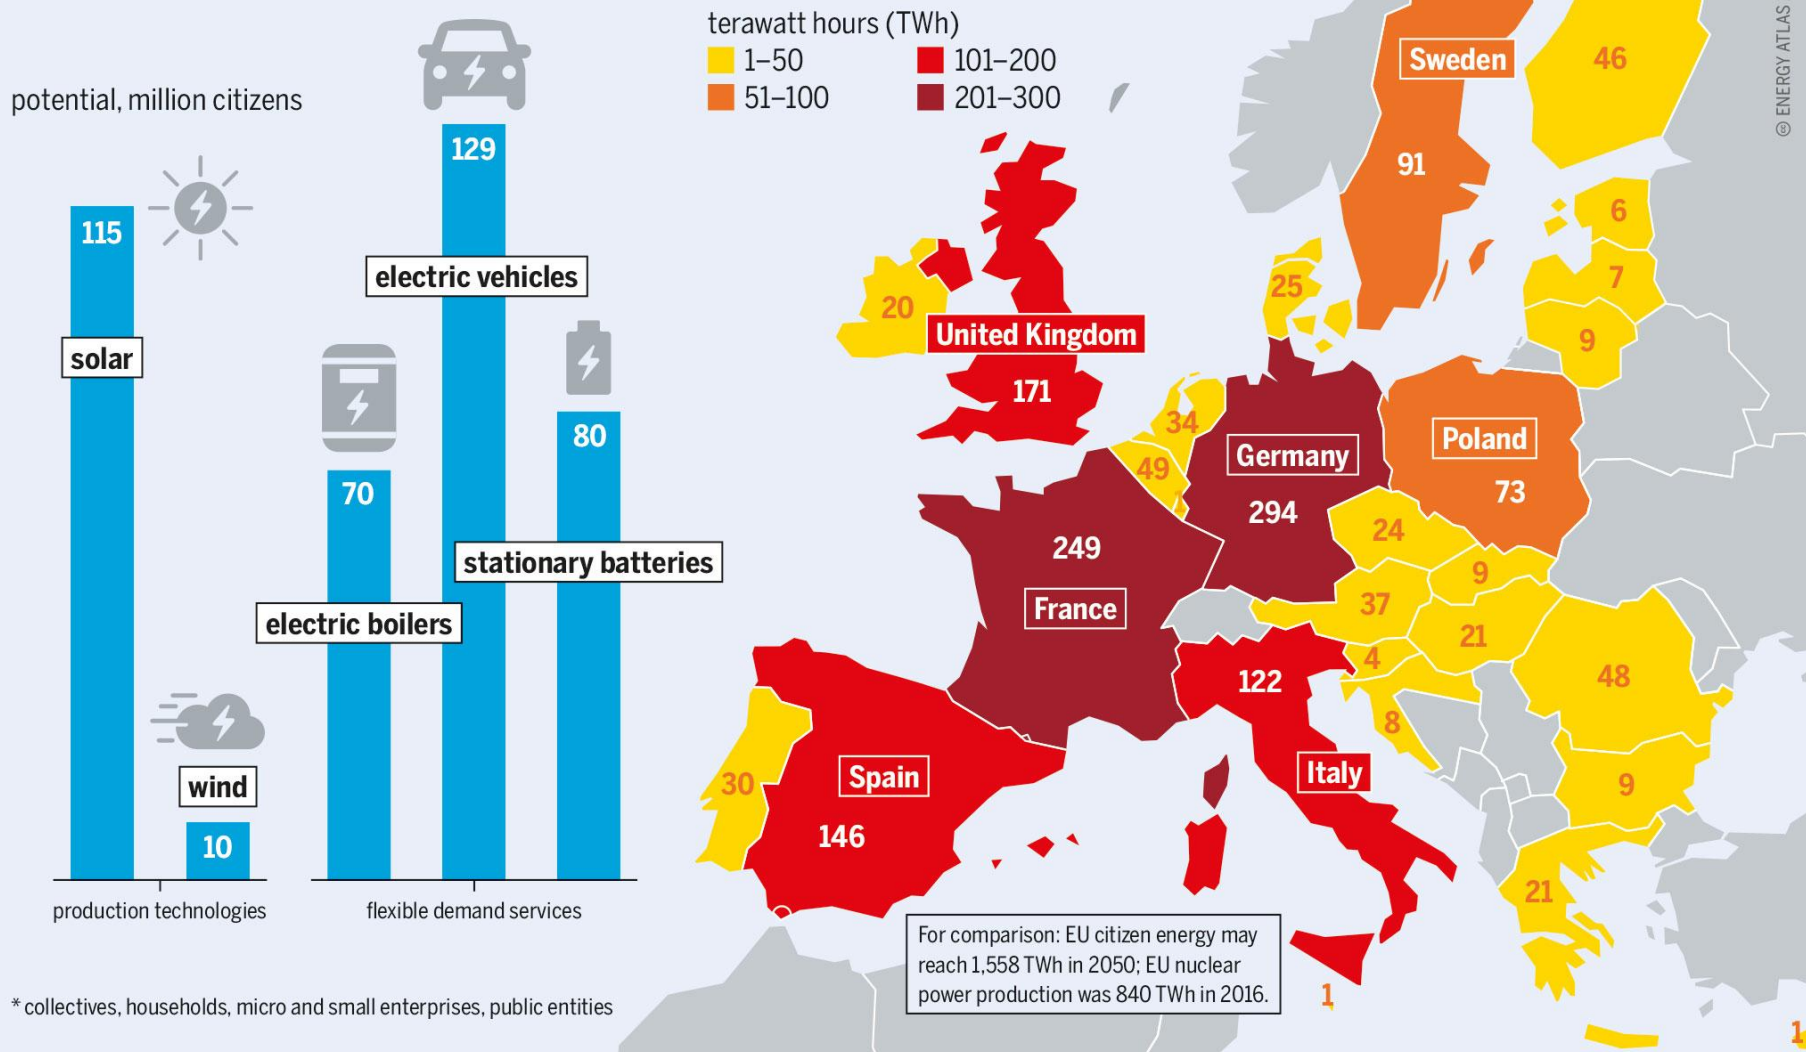 potential, million citizens
115
solar
10
wind
production technologies
70
electric boilers
129
electric vehicles
80
stationary batteries
flexible demand services
* collectives, households, micro and small enterprises, public entities
terawatt hours (TWh)
1–50
51–100
101–200
201–300
Sweden
91
46
6
7
9
25
20
United Kingdom
171
34
49
1
Germany
294
Poland
73
24
9
37
21
4
8
48
9
21
249
France
122
Italy
Spain
146
30
1
1
For comparison: EU citizen energy may
reach 1,558 TWh in 2050; EU nuclear
power production was 840 TWh in 2016.
ENERGY ATLAS